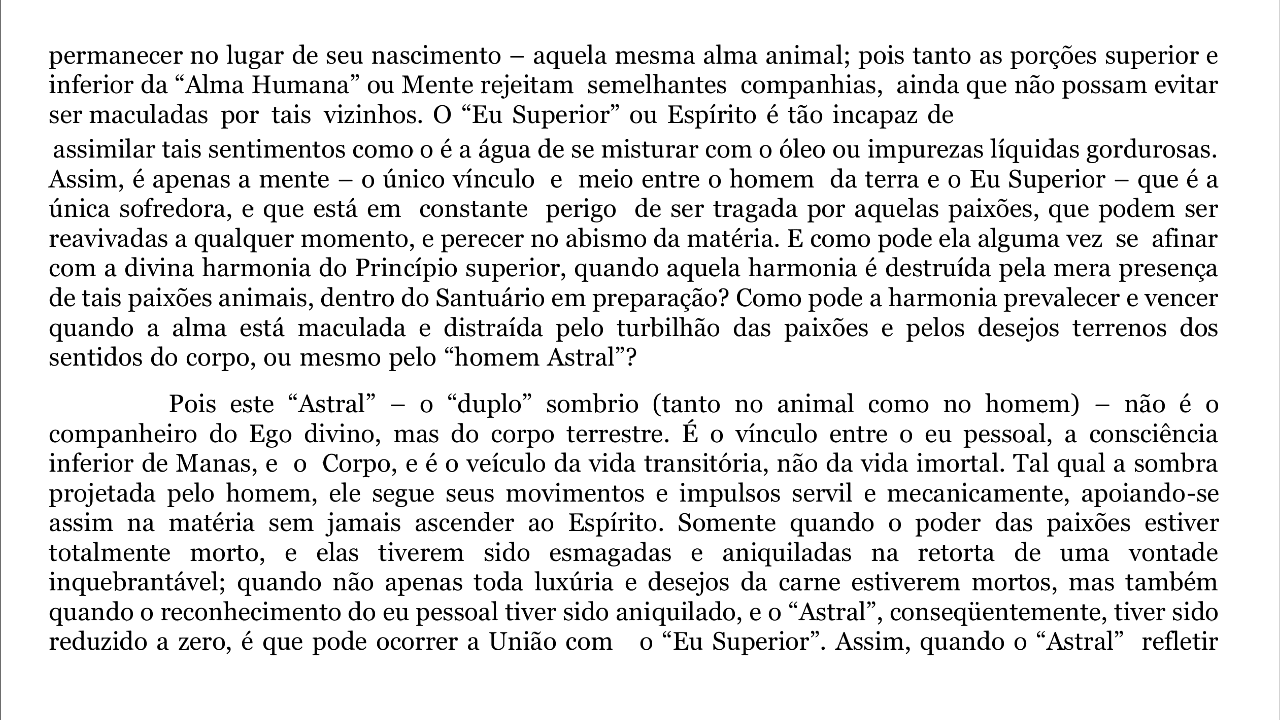 permanecer no lugar de seu nascimento – aquela mesma alma animal; pois tanto as porções superior e
inferior da “Alma Humana” ou Mente rejeitam semelhantes companhias, ainda que não possam evitar
ser maculadas por tais vizinhos. O “Eu Superior” ou Espírito é tão incapaz de
assimilar tais sentimentos como o é a água de se misturar com o óleo ou impurezas líquidas gordurosas.
Assim, é apenas a mente – o único vínculo e meio entre o homem da terra e o Eu Superior – que é a
única sofredora, e que está em constante perigo de ser tragada por aquelas paixões, que podem ser
reavivadas a qualquer momento, e perecer no abismo da matéria. E como pode ela alguma vez se afinar
com a divina harmonia do Princípio superior, quando aquela harmonia é destruída pela mera presença
de tais paixões animais, dentro do Santuário em preparação? Como pode a harmonia prevalecer e vencer
quando a alma está maculada e distraída pelo turbilhão das paixões e pelos desejos terrenos dos
sentidos do corpo, ou mesmo pelo “homem Astral”?
Pois este “Astral” – o “duplo” sombrio (tanto no animal como no homem) – não é o
companheiro do Ego divino, mas do corpo terrestre. É o vínculo entre o eu pessoal, a consciência
inferior de Manas, e o Corpo, e é o veículo da vida transitória, não da vida imortal. Tal qual a sombra
projetada pelo homem, ele segue seus movimentos e impulsos servil e mecanicamente, apoiando-se
assim na matéria sem jamais ascender ao Espírito. Somente quando o poder das paixões estiver
totalmente morto, e elas tiverem sido esmagadas e aniquiladas na retorta de uma vontade
inquebrantável; quando não apenas toda luxúria e desejos da carne estiverem mortos, mas também
quando o reconhecimento do eu pessoal tiver sido aniquilado, e o “Astral”, conseqüentemente, tiver sido
reduzido a zero, é que pode ocorrer a União com o “Eu Superior”. Assim, quando o “Astral” refletir